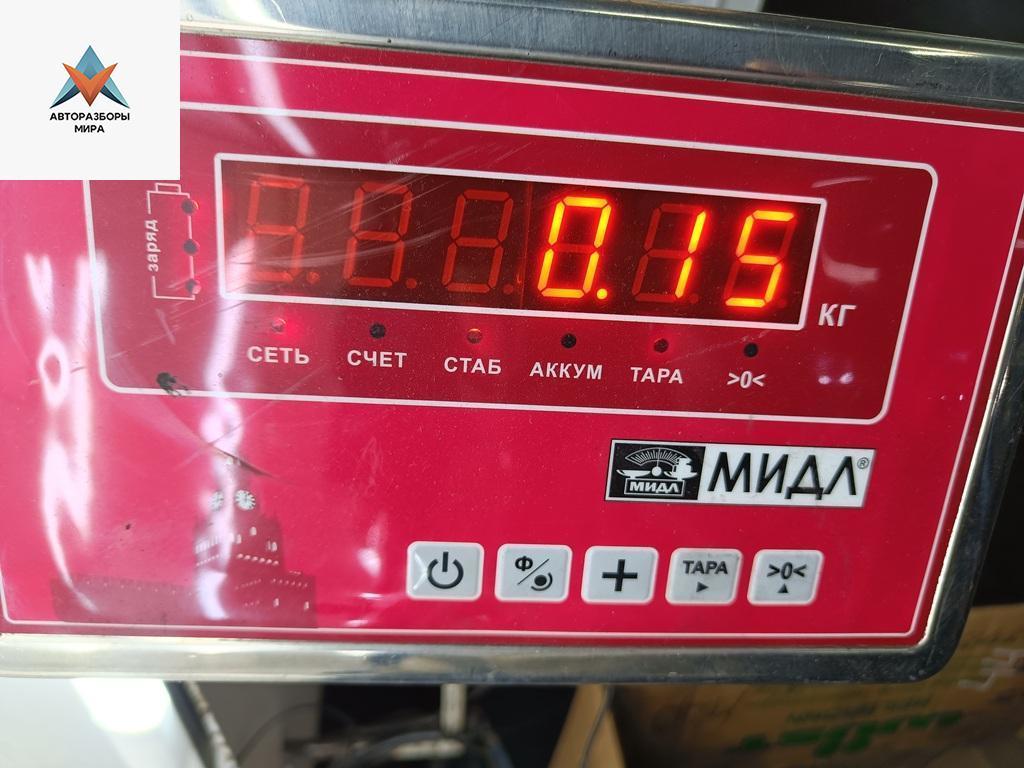 АВТОРАЗБОРЫ
МИРА
заряд
0.15
КГ
СЕТЬ СЧЕТ СТАБ АККУМ ТАРА >0<
МИДЛ МИДЛ®
Ф/ + ТАРА >0<